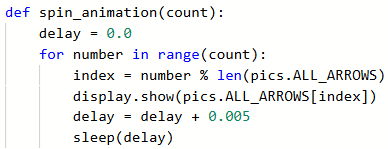 def spin_animation(count):
    delay = 0.0
    for number in range(count):
        index = number % len(pics.ALL_ARROWS)
        display.show(pics.ALL_ARROWS[index])
        delay = delay + 0.005
        sleep(delay)